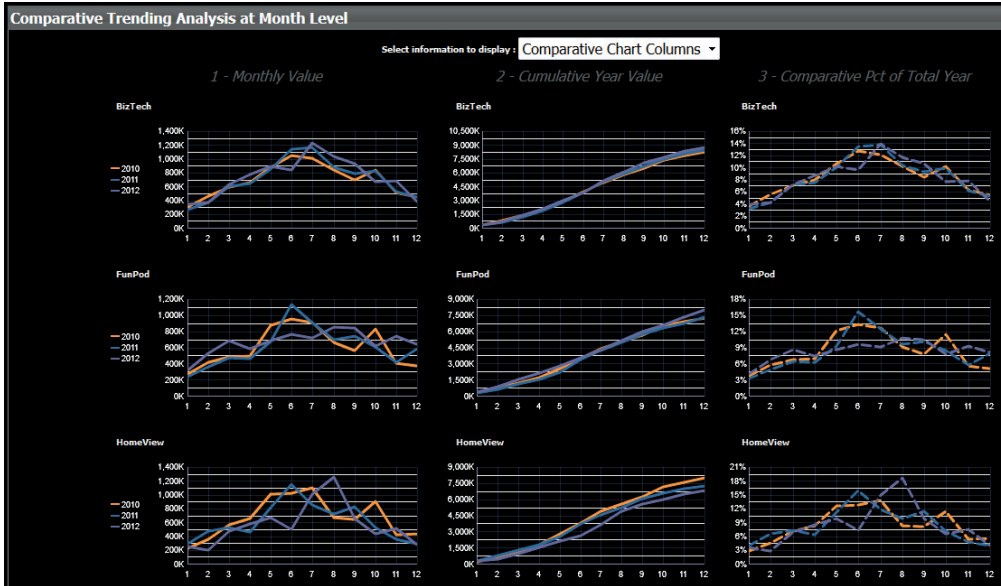 Comparative Trending Analysis at Month Level
Select information to display : Comparative Chart Columns
1 - Monthly Value
2 - Cumulative Year Value
3 - Comparative Pct of Total Year
BizTech
BizTech
BizTech
1,400K
1,200K
1,000K
800K
600K
400K
200K
0K
1 2 3 4 5 6 7 8 9 10 11 12
2010
2011
2012
10,500K
9,000K
7,500K
6,000K
4,500K
3,000K
1,500K
0K
1 2 3 4 5 6 7 8 9 10 11 12
16%
14%
12%
10%
8%
6%
4%
2%
0%
1 2 3 4 5 6 7 8 9 10 11 12
FunPod
FunPod
FunPod
1,200K
1,000K
800K
600K
400K
200K
0K
1 2 3 4 5 6 7 8 9 10 11 12
2010
2011
2012
9,000K
7,500K
6,000K
4,500K
3,000K
1,500K
0K
1 2 3 4 5 6 7 8 9 10 11 12
18%
15%
12%
9%
6%
3%
0%
1 2 3 4 5 6 7 8 9 10 11 12
HomeView
HomeView
HomeView
1,400K
1,200K
1,000K
800K
600K
400K
200K
0K
1 2 3 4 5 6 7 8 9 10 11 12
2010
2011
2012
9,000K
7,500K
6,000K
4,500K
3,000K
1,500K
0K
1 2 3 4 5 6 7 8 9 10 11 12
21%
18%
15%
12%
9%
6%
3%
0%
1 2 3 4 5 6 7 8 9 10 11 12